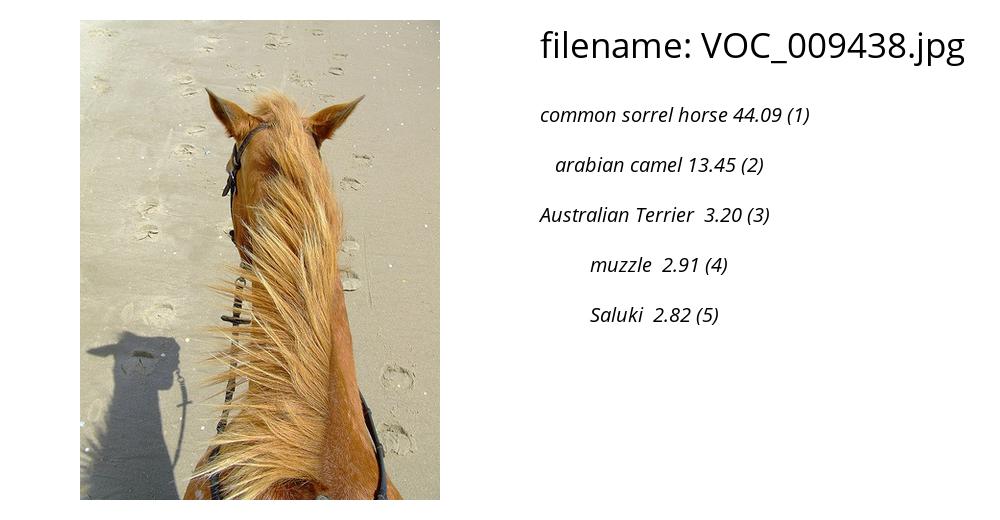 filename: VOC_009438.jpg
common sorrel horse 44.09 (1)
arabian camel 13.45 (2)
Australian Terrier 3.20 (3)
muzzle 2.91 (4)
Saluki 2.82 (5)